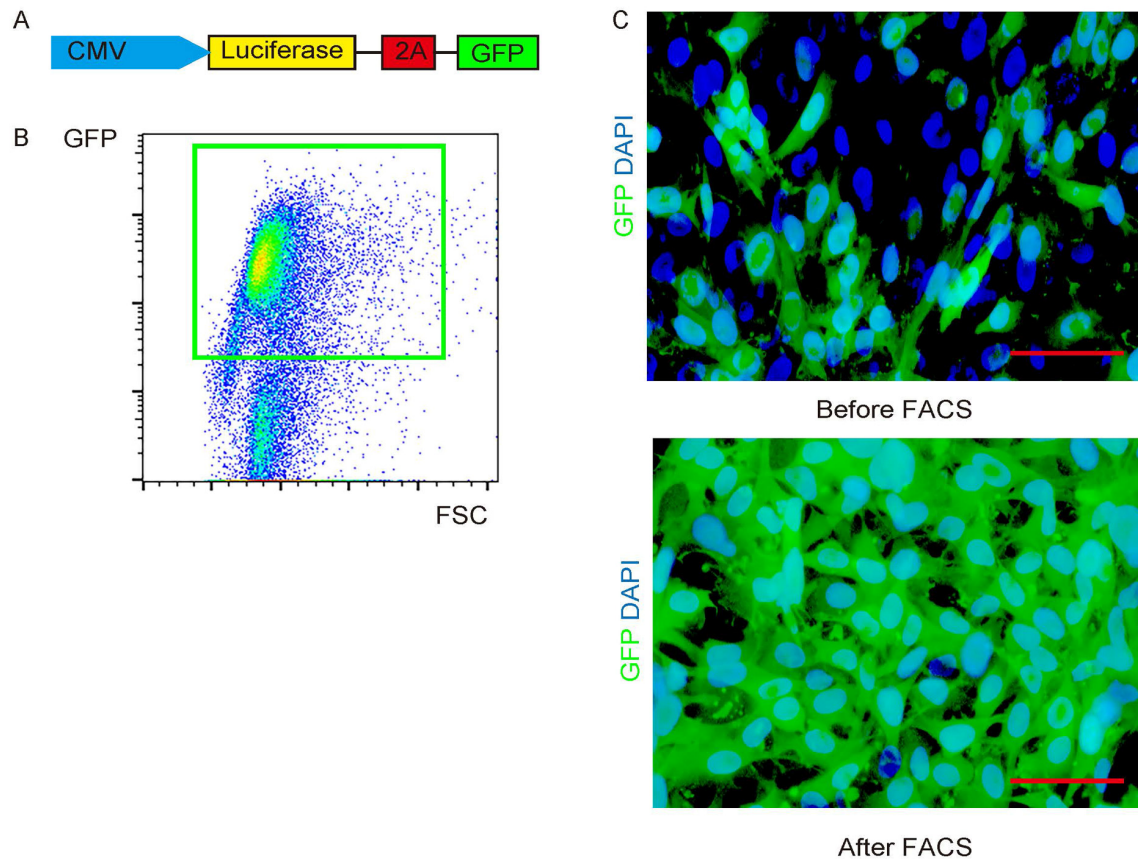 A
CMV
Luciferase
2A
GFP
B
GFP
FSC
C
GFP DAPI
Before FACS
GFP DAPI
After FACS